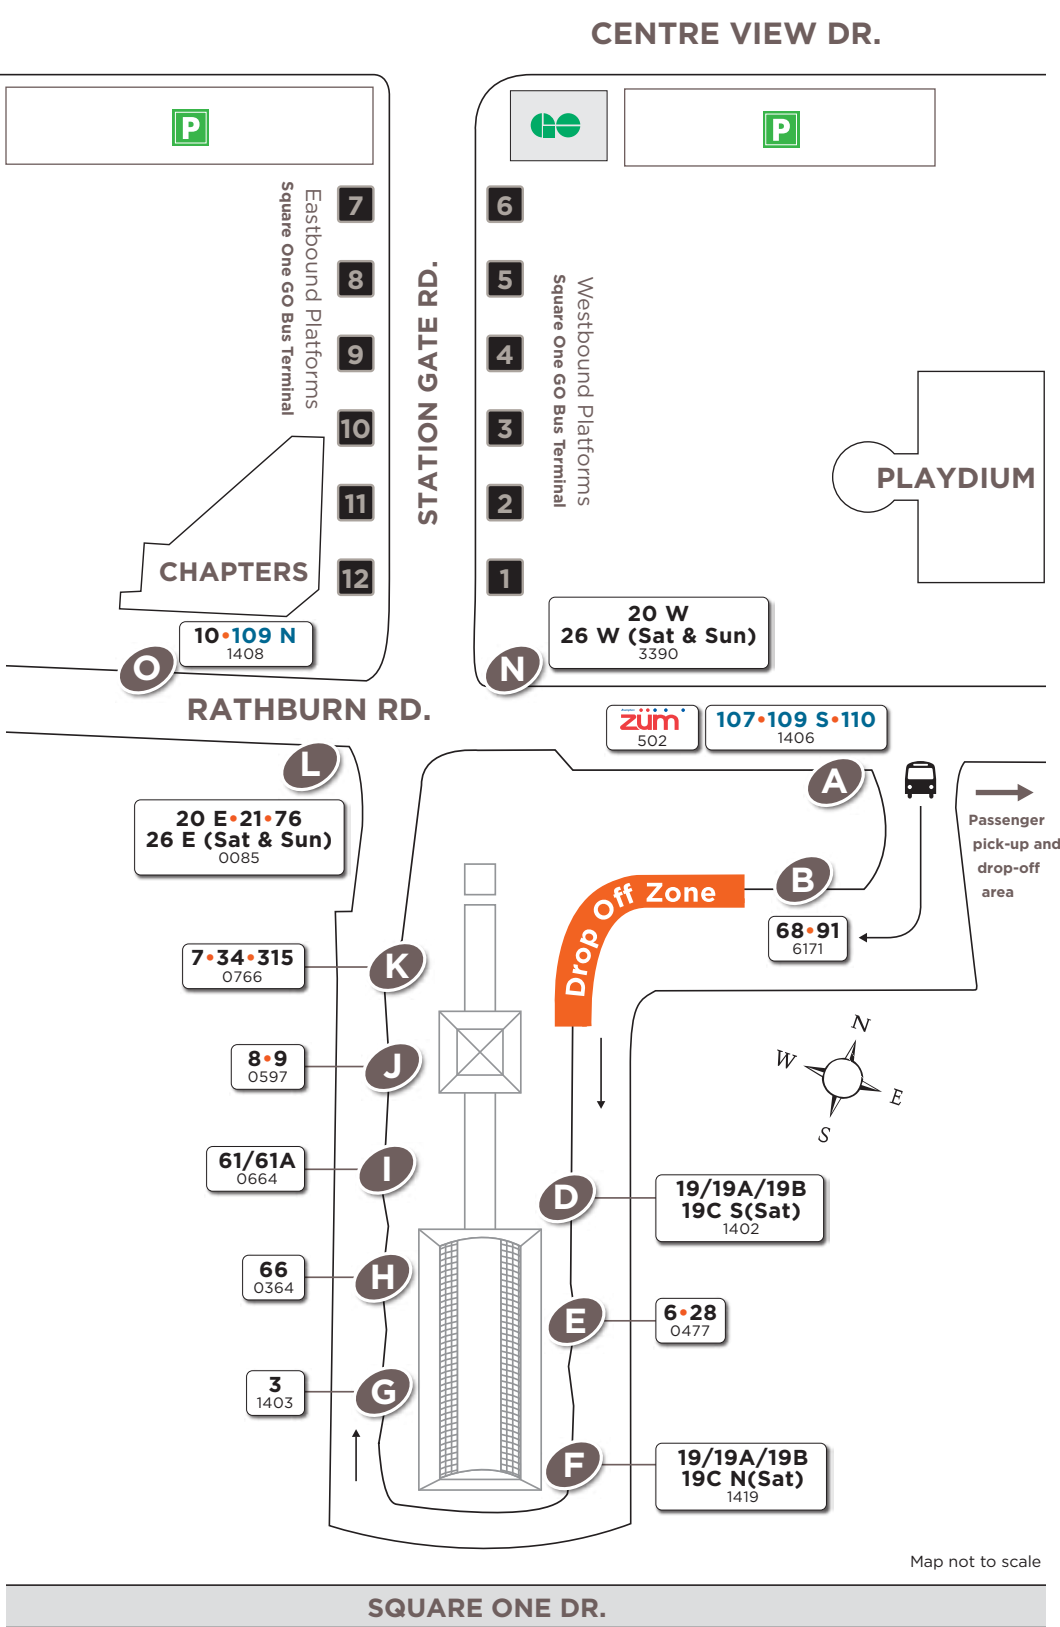 CENTRE VIEW DR.
P
GO
P
7
8
9
10
11
12
Eastbound Platforms
Square One GO Bus Terminal
STATION GATE RD.
6
5
4
3
2
1
Westbound Platforms
Square One GO Bus Terminal
PLAYDIUM
CHAPTERS
10•109 N
1408
O
20 W
26 W (Sat & Sun)
3390
N
RATHBURN RD.
züm
502
107•109 S•110
1406
L
A
20 E•21•76
26 E (Sat & Sun)
0085
Passenger
pick-up and
drop-off
area
B
Drop Off Zone
68•91
6171
7•34•315
0766
K
N
W
E
S
8•9
0597
J
61/61A
0664
I
D
19/19A/19B
19C S(Sat)
1402
66
0364
H
E
6•28
0477
3
1403
G
F
19/19A/19B
19C N(Sat)
1419
Map not to scale
SQUARE ONE DR.